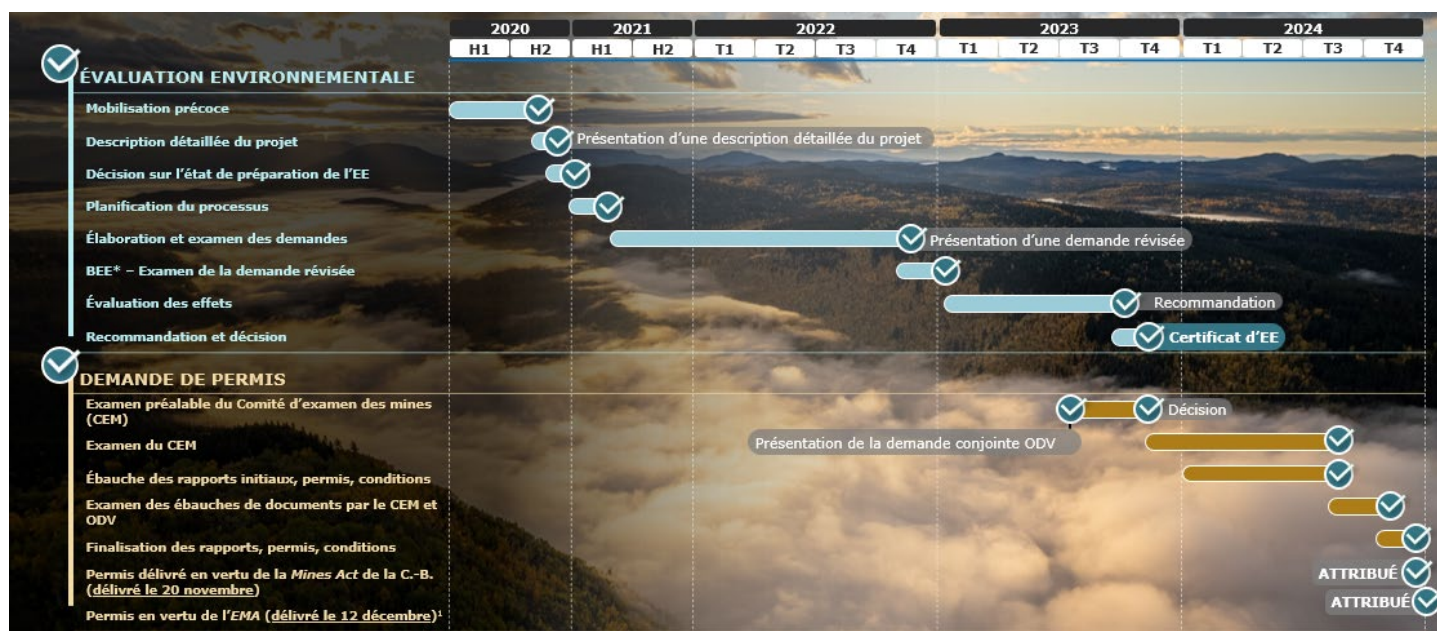 2020 2021 2022 2023 2024
H1 H2 H1 H2 T1 T2 T3 T4 T1 T2 T3 T4 T1 T2 T3 T4
ÉVALUATION ENVIRONNEMENTALE
Mobilisation précoce
Description détaillée du projet
Présentation d’une description détaillée du projet
Décision sur l’état de préparation de l’EE
Planification du processus
Élaboration et examen des demandes
Présentation d’une demande révisée
BEE* – Examen de la demande révisée
Évaluation des effets
Recommandation
Recommandation et décision
Certificat d’EE
DEMANDE DE PERMIS
Examen préalable du Comité d’examen des mines
(CEM)
Décision
Examen du CEM
Présentation de la demande conjointe ODV
Ébauche des rapports initiaux, permis, conditions
Examen des ébauches de documents par le CEM et
ODV
Finalisation des rapports, permis, conditions
Permis délivré en vertu de la Mines Act de la C.-B.
(délivré le 20 novembre)
ATTRIBUÉ
Permis en vertu de l’EMA (délivré le 12 décembre)¹
ATTRIBUÉ